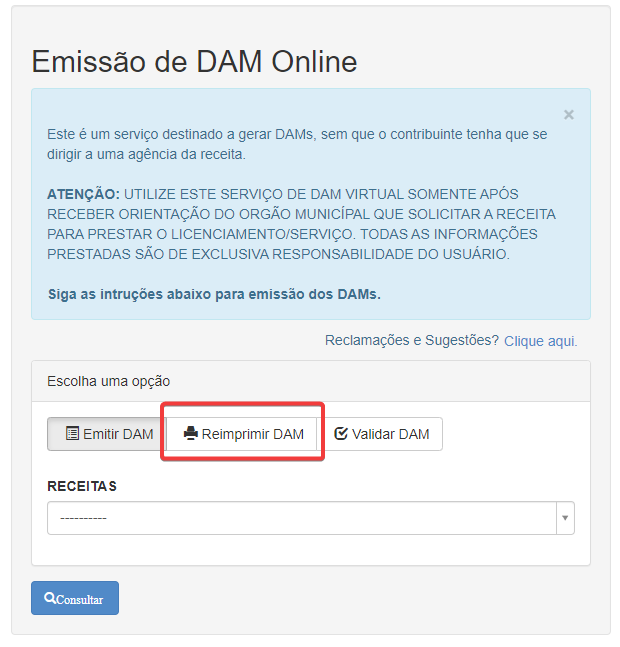 Emissão de DAM Online
×
Este é um serviço destinado a gerar DAMs, sem que o contribuinte tenha que se
dirigir a uma agência da receita.
ATENÇÃO: UTILIZE ESTE SERVIÇO DE DAM VIRTUAL SOMENTE APÓS
RECEBER ORIENTAÇÃO DO ORGÃO MUNICÍPAL QUE SOLICITAR A RECEITA
PARA PRESTAR O LICENCIAMENTO/SERVIÇO. TODAS AS INFORMAÇÕES
PRESTADAS SÃO DE EXCLUSIVA RESPONSABILIDADE DO USUÁRIO.
Siga as intruções abaixo para emissão dos DAMs.
Reclamações e Sugestões? Clique aqui.
Escolha uma opção
Emitir DAM Reimprimir DAM Validar DAM
RECEITAS
----------
Consultar